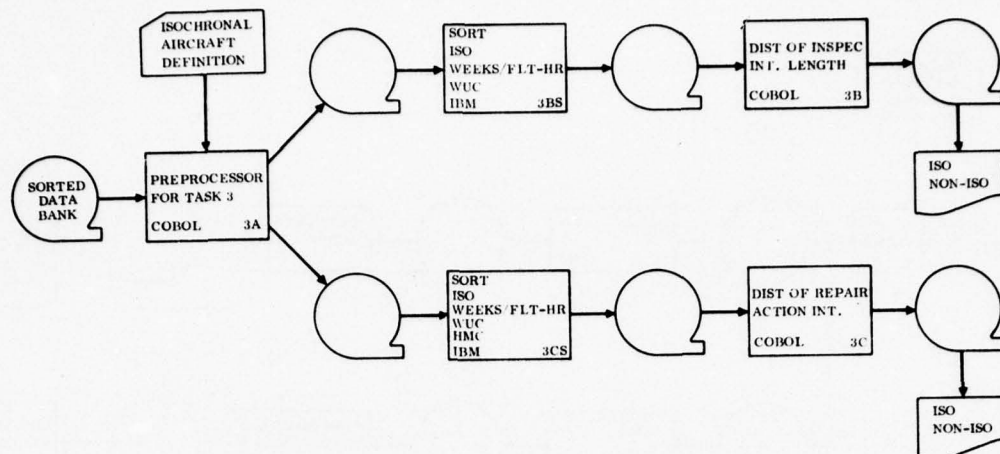 ISOCHRONAL
AIRCRAFT
DEFINITION
SORTED
DATA
BANK
PREPROCESSOR
FOR TASK 3
COBOL 3A
SORT
ISO
WEEKS/FLT-HR
WUC
IBM 3BS
DIST OF INSPEC
INT. LENGTH
COBOL 3B
ISO
NON-ISO
SORT
ISO
WEEKS/FLT-HR
WUC
HMC
IBM 3CS
DIST OF REPAIR
ACTION INT.
COBOL 3C
ISO
NON-ISO